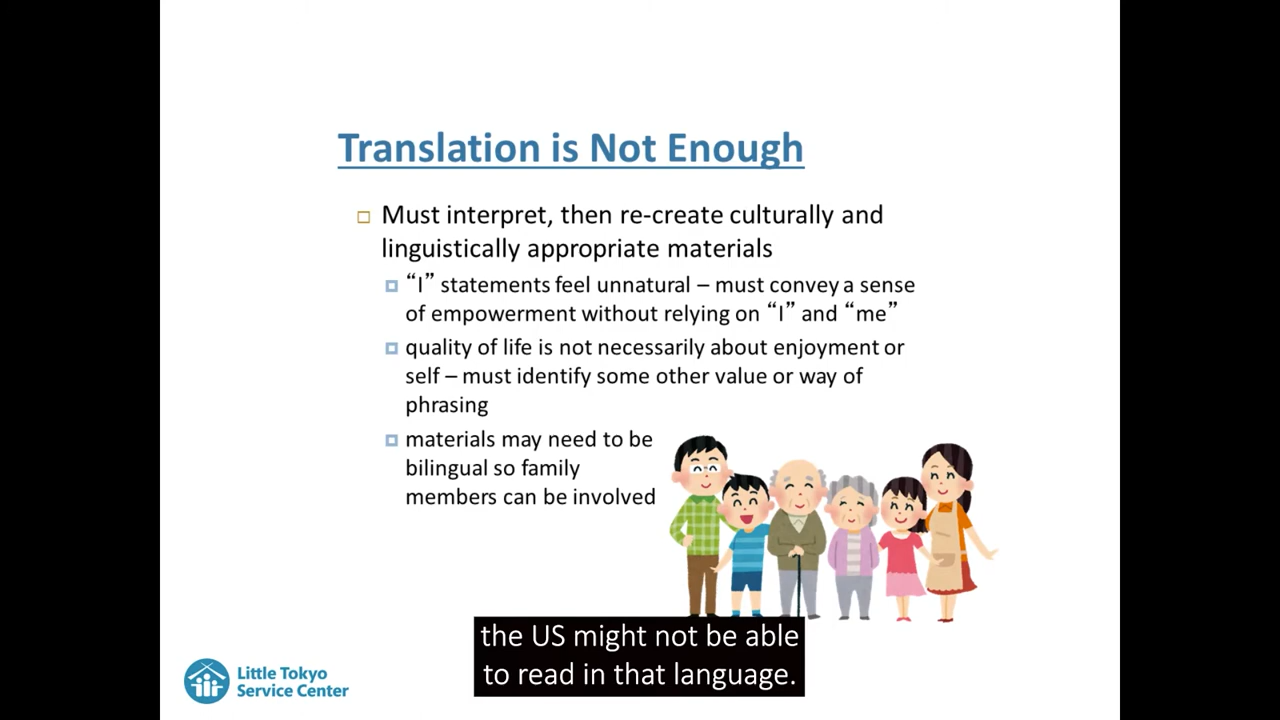 Translation is Not Enough
Must interpret, then re-create culturally and
linguistically appropriate materials
“I” statements feel unnatural – must convey a sense
of empowerment without relying on “I” and “me”
quality of life is not necessarily about enjoyment or
self – must identify some other value or way of
phrasing
materials may need to be
bilingual so family
members can be involved
the US might not be able
to read in that language.
Little Tokyo
Service Center